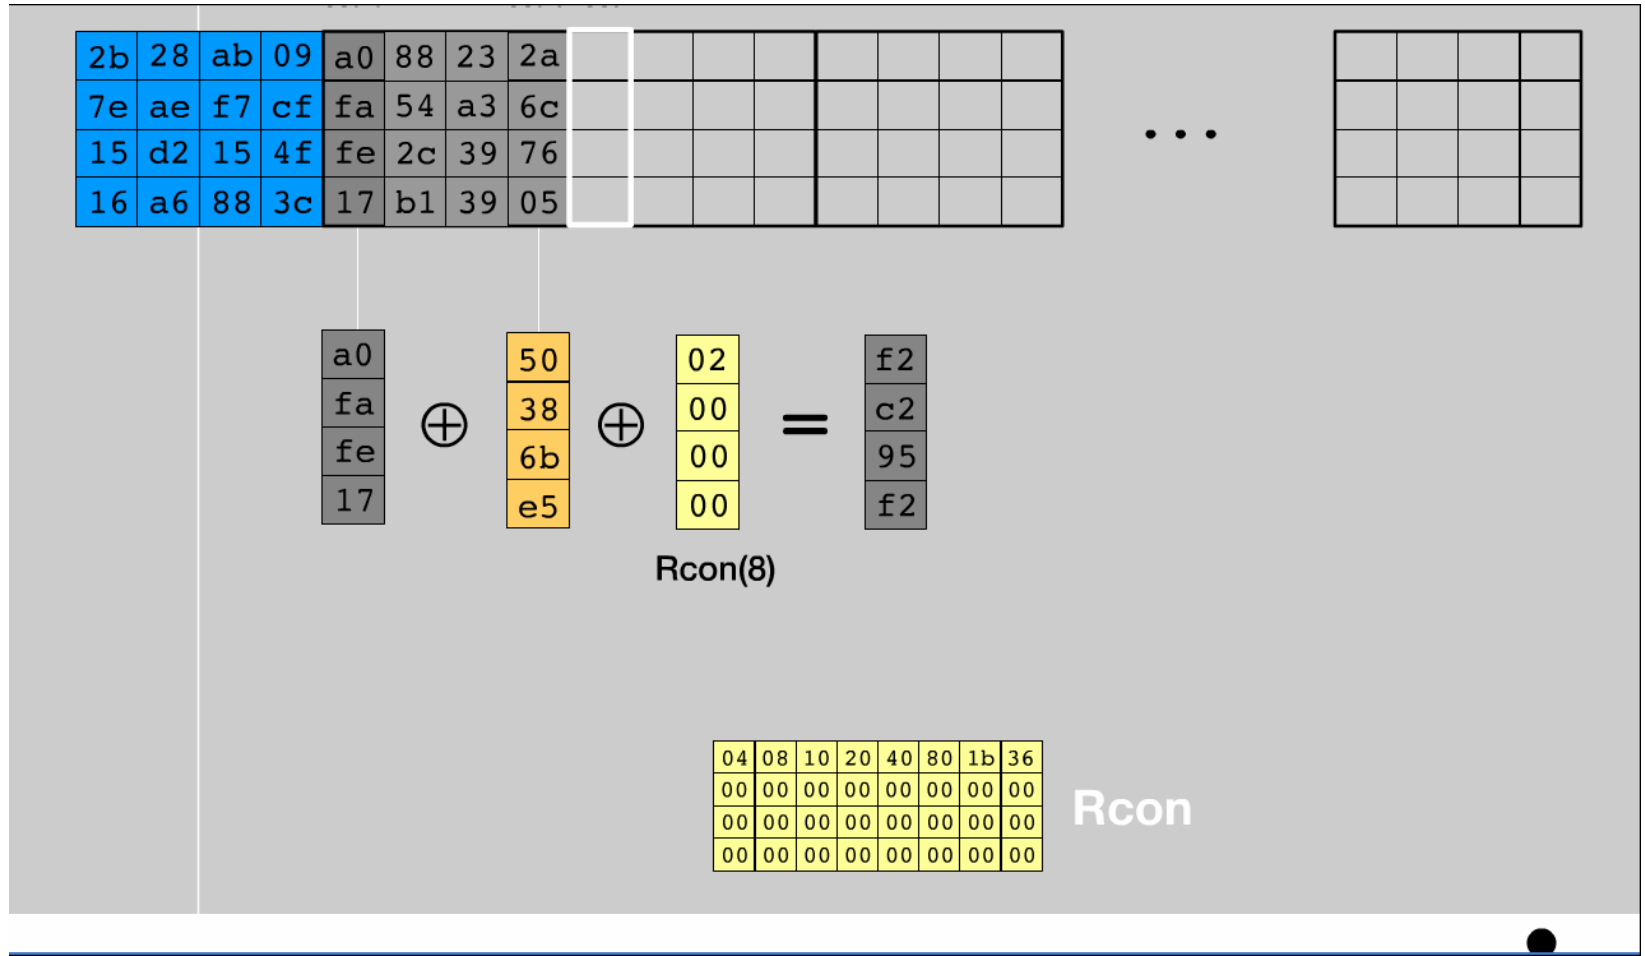 2b 28 ab 09 a0 88 23 2a
7e ae f7 cf fa 54 a3 6c
15 d2 15 4f fe 2c 39 76
16 a6 88 3c 17 b1 39 05
...
a0 50 02 f2
fa 38 00 c2
⊕ ⊕ =
fe 6b 00 95
17 e5 00 f2
Rcon(8)
04 08 10 20 40 80 1b 36
00 00 00 00 00 00 00 00
00 00 00 00 00 00 00 00
00 00 00 00 00 00 00 00
Rcon